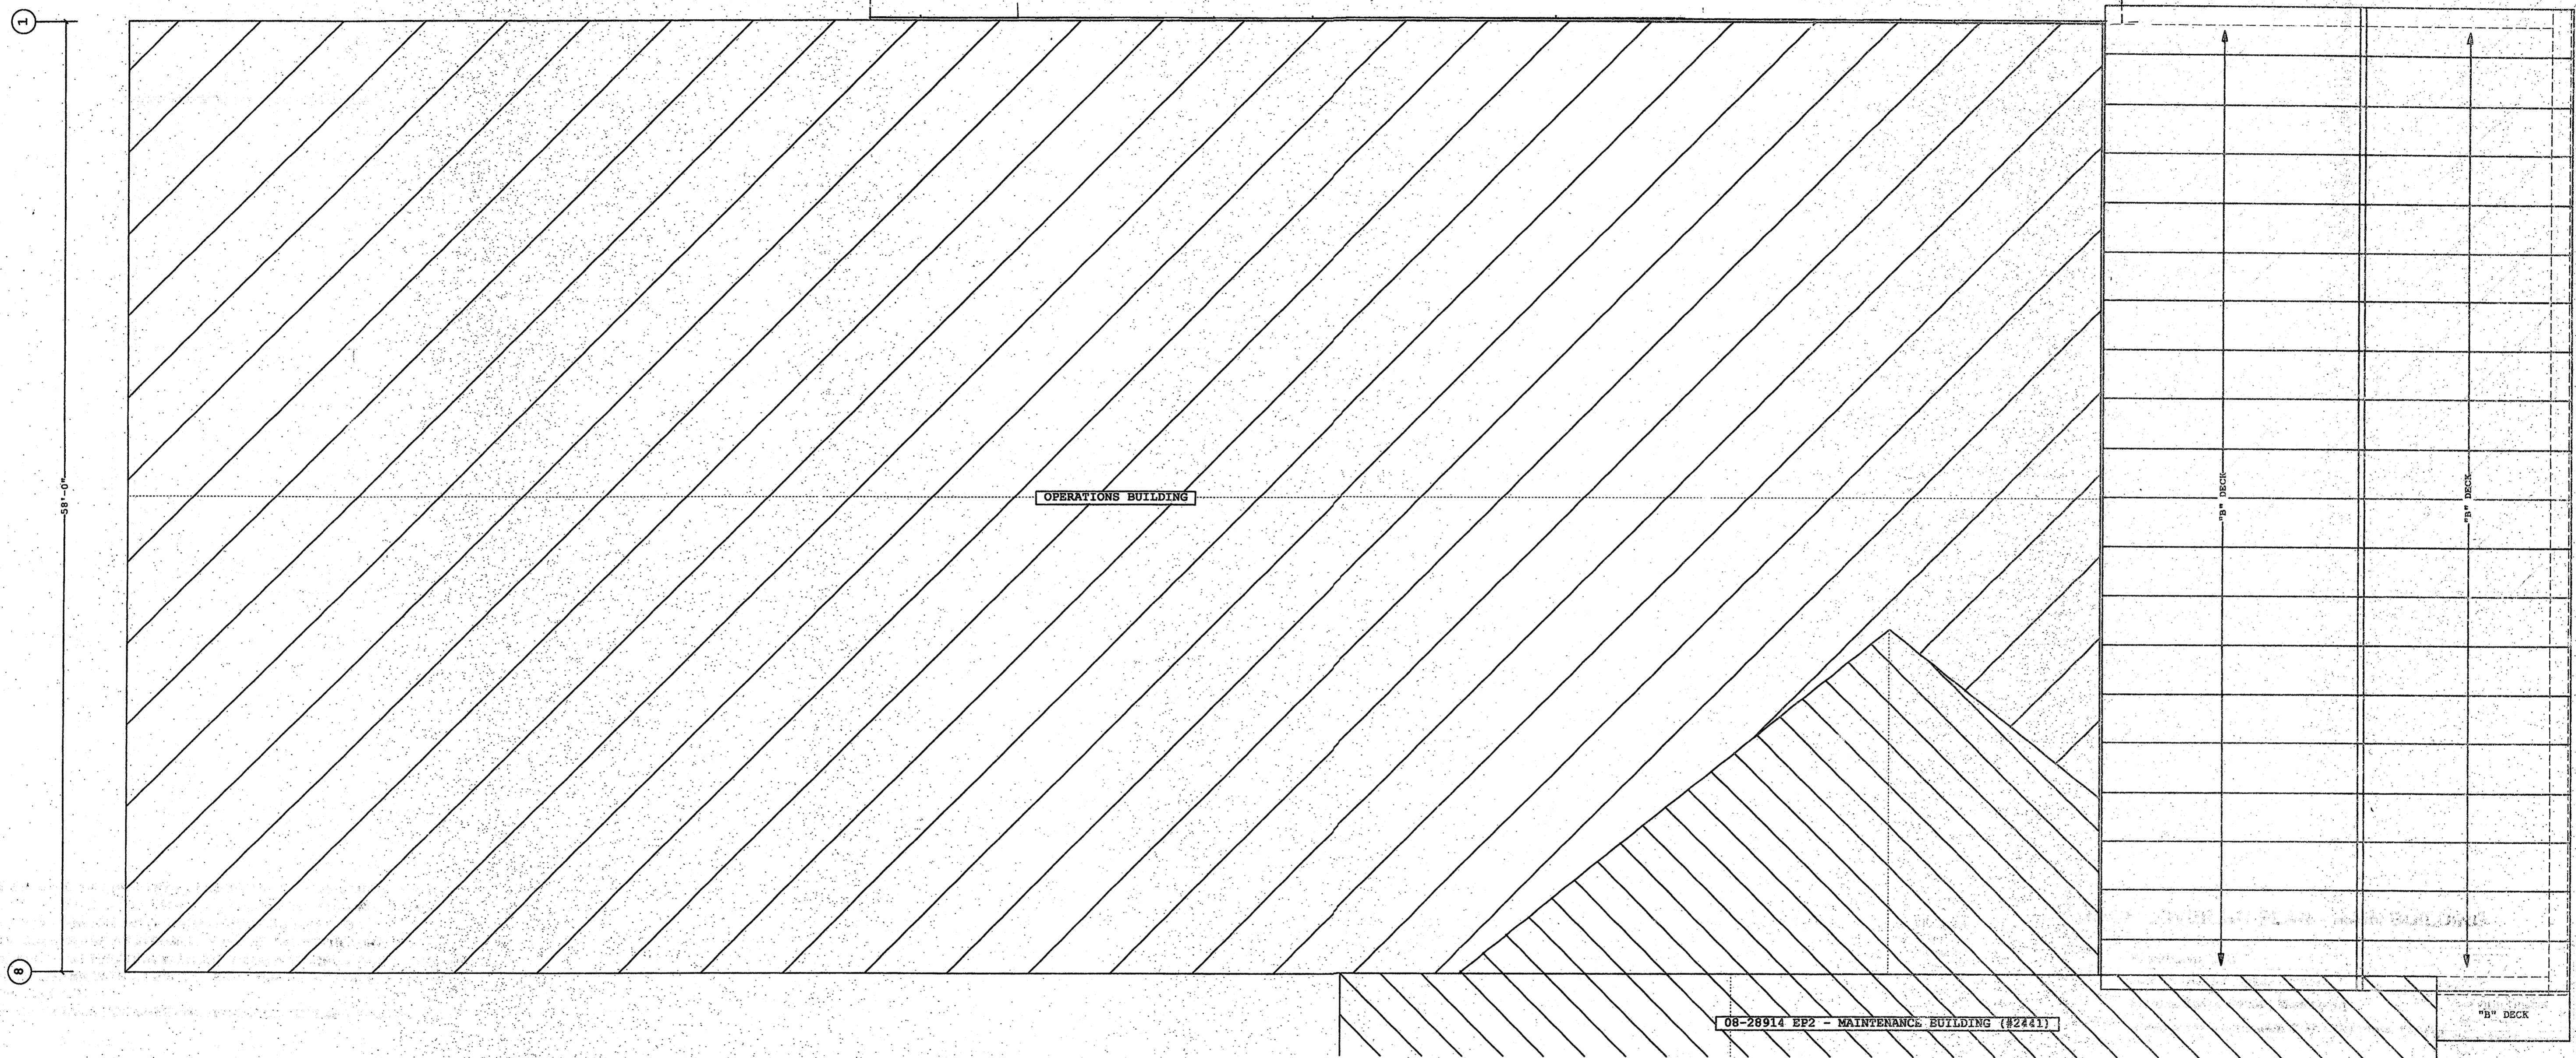 1
58'-0"
OPERATIONS BUILDING
"B" DECK
"B" DECK
8
08-28914 EP2 - MAINTENANCE BUILDING (#2441)
"B" DECK